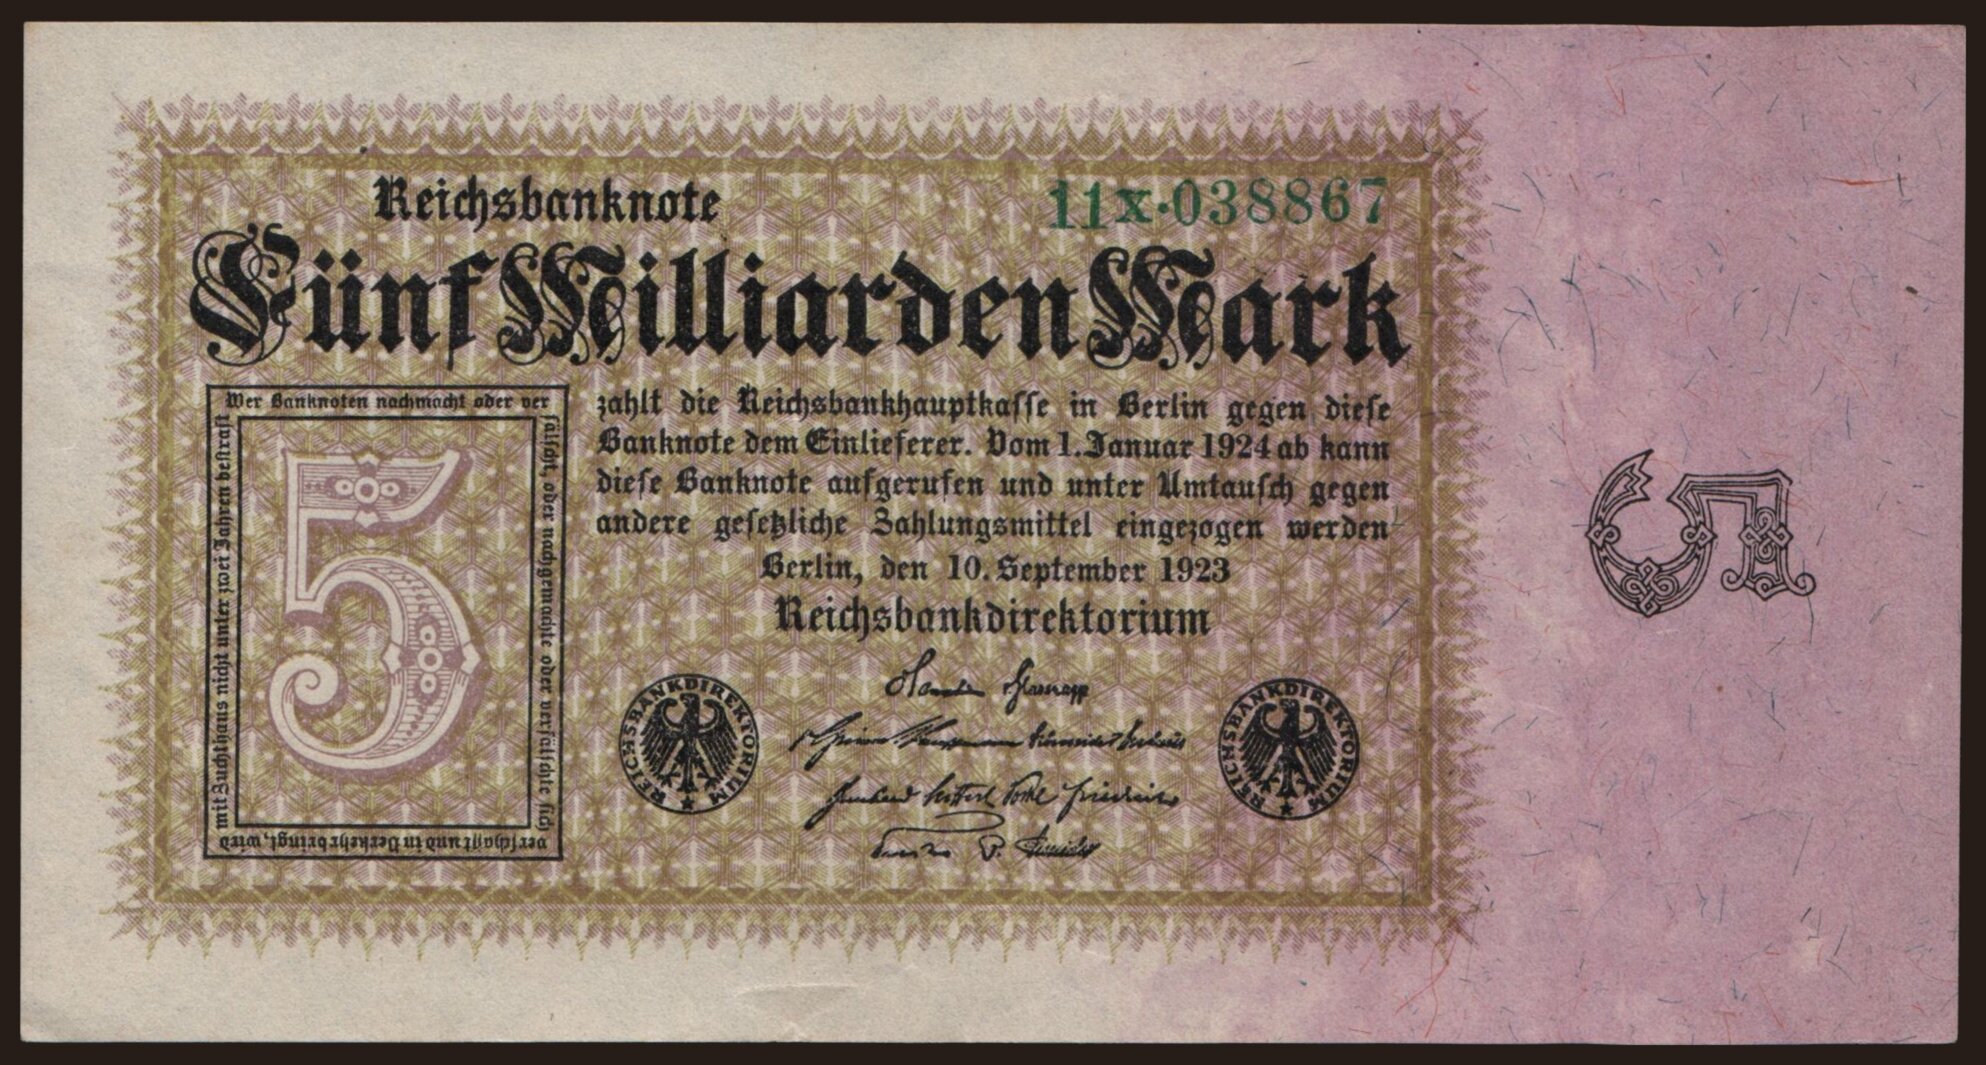 Reichsbanknote
11X·038867
Fünf Milliarden Mark
Wer Banknoten nachmacht oder ver
fälscht, oder nachgemachte oder verfälschte sich
verschafft und in Verkehr bringt, wird
mit Zuchthaus nicht unter zwei Jahren bestraft
5
zahlt die Reichsbankhauptkasse in Berlin gegen diese
Banknote dem Einlieferer. Vom 1. Januar 1924 ab kann
diese Banknote aufgerufen und unter Umtausch gegen
andere gesetzliche Zahlungsmittel eingezogen werden
Berlin, den 10. September 1923
Reichsbankdirektorium
REICHSBANKDIREKTORIUM
REICHSBANKDIREKTORIUM
5